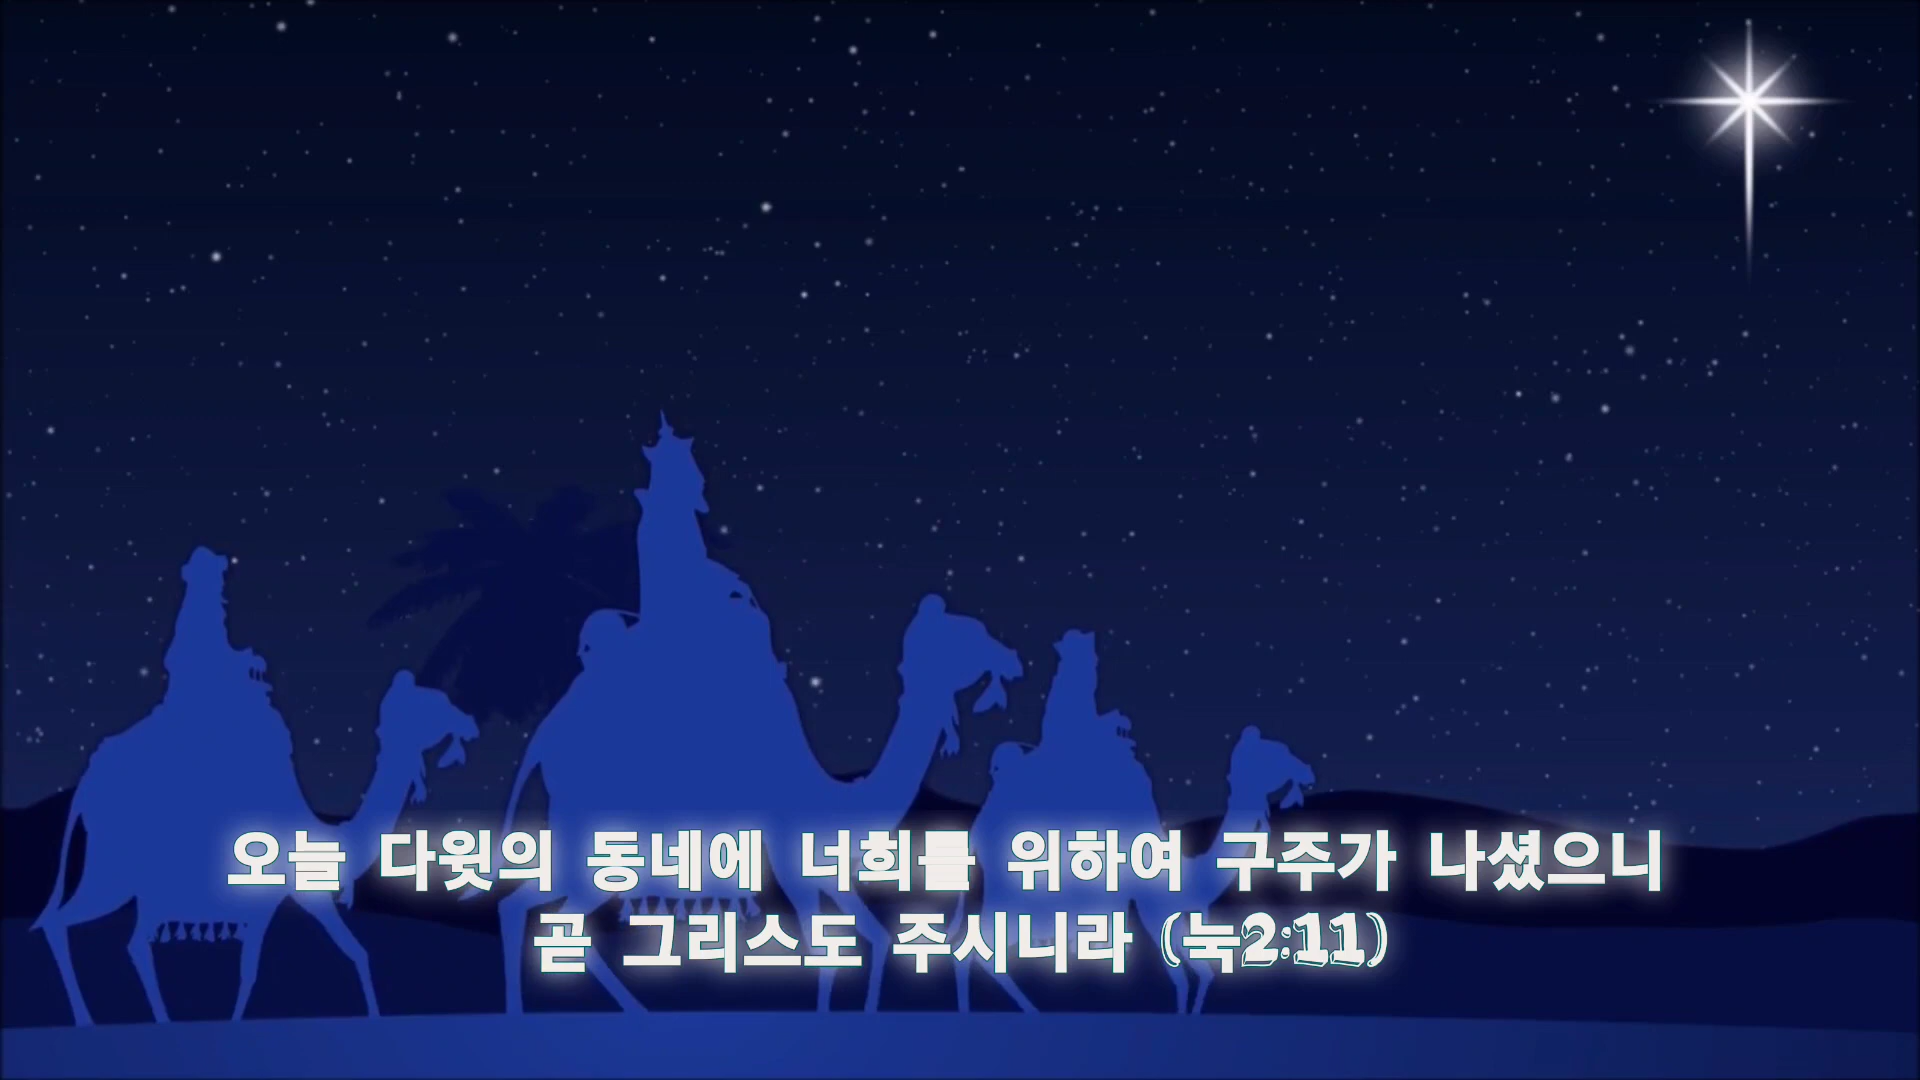 오늘 다윗의 동네에 너희를 위하여 구주가 나셨으니
곧 그리스도 주시니라 (눅2:11)